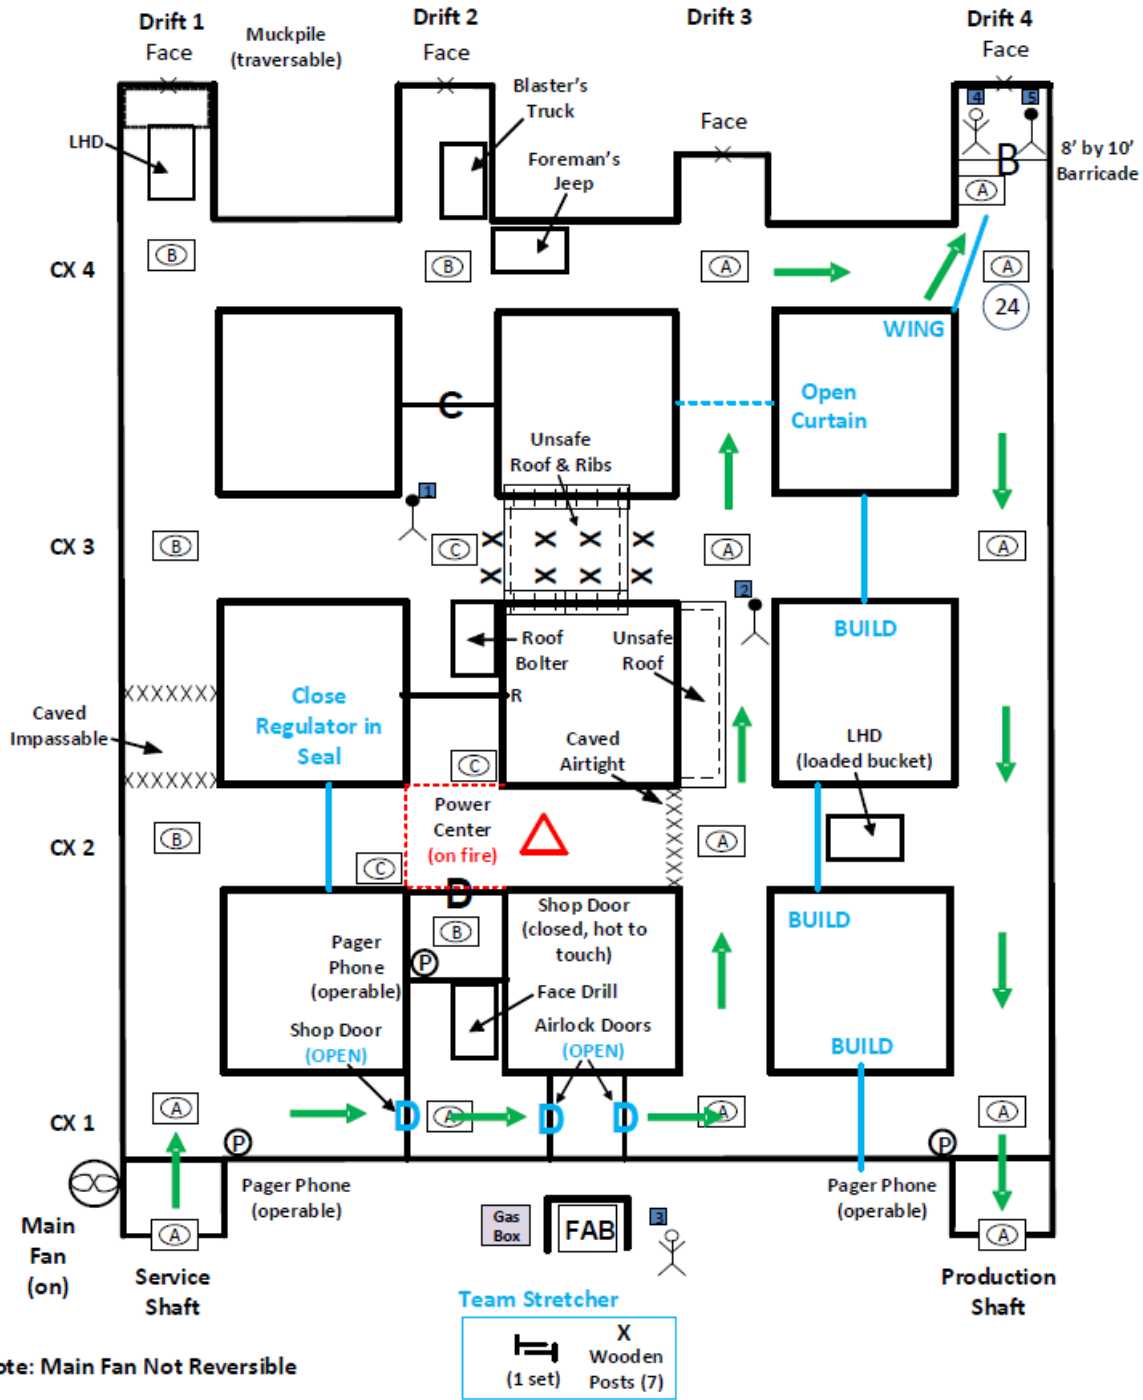 Drift 1
Face
Muckpile
(traversable)
Drift 2
Face
Drift 3
Face
Drift 4
Face
Blaster's
Truck
Foreman's
Jeep
LHD
4
5
B
8' by 10'
Barricade
A
CX 4
B
B
A
A
24
WING
C
Open
Curtain
Unsafe
Roof & Ribs
1
CX 3
B
C
X X X X
X X X X
A
A
2
BUILD
Roof
Bolter
Unsafe
Roof
R
Close
Regulator in
Seal
XXXXXXXX
Caved
Impassable
XXXXXXXX
Caved
Airtight
LHD
(loaded bucket)
C
Power
Center
(on fire)
CX 2
B
C
A
D
BUILD
Shop Door
(closed, hot to
touch)
B
Pager
Phone
(operable)
P
Face Drill
Shop Door
(OPEN)
Airlock Doors
(OPEN)
BUILD
CX 1
A
D
A
D
D
A
A
P
P
Pager Phone
(operable)
Pager Phone
(operable)
Main
Fan
(on)
A
Gas
Box
FAB
3
A
Service
Shaft
Production
Shaft
Team Stretcher
(1 set)
X
Wooden
Posts (7)
ote: Main Fan Not Reversible